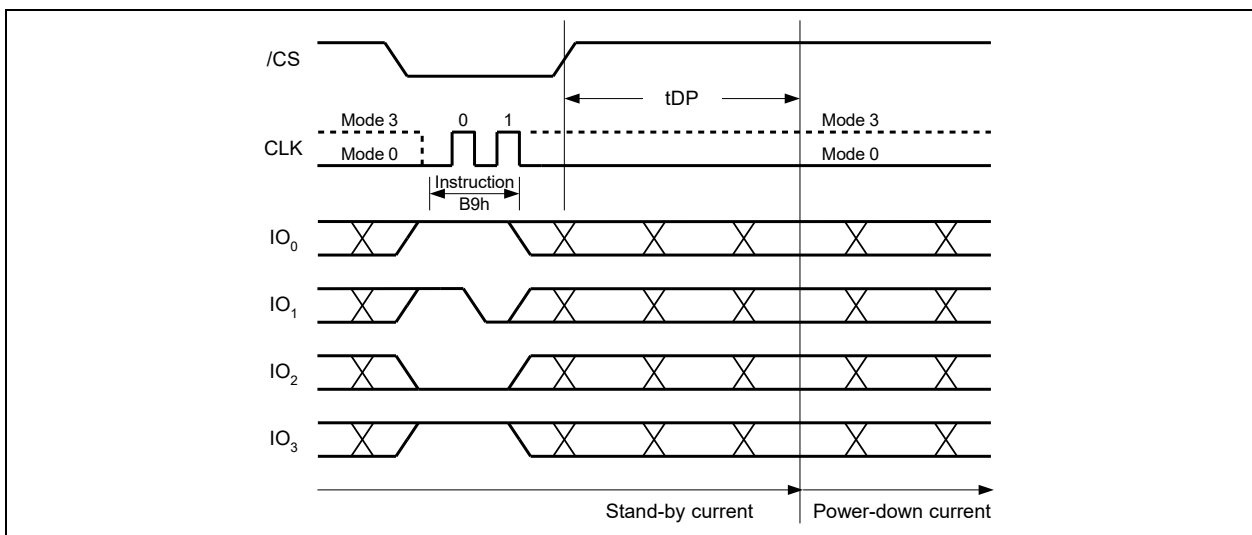 /CS
tDP
Mode 3 0 1 Mode 3
CLK
Mode 0 Mode 0
Instruction
B9h
IO0
IO1
IO2
IO3
Stand-by current Power-down current